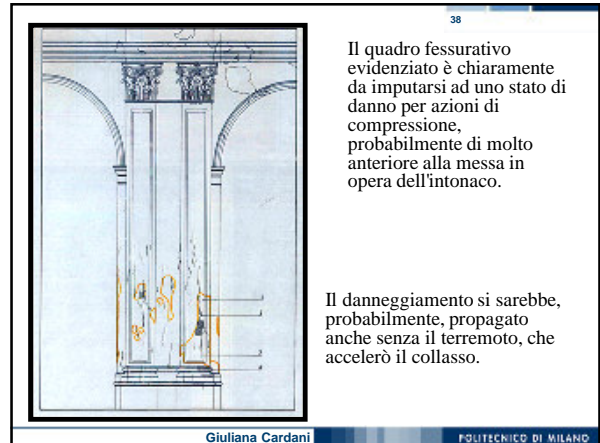 38
Il quadro fessurativo
evidenziato è chiaramente
da imputarsi ad uno stato di
danno per azioni di
compressione,
probabilmente di molto
anteriore alla messa in
opera dell'intonaco.
Il danneggiamento si sarebbe,
probabilmente, propagato
anche senza il terremoto, che
accelerò il collasso.
Giuliana Cardani
POLITECNICO DI MILANO